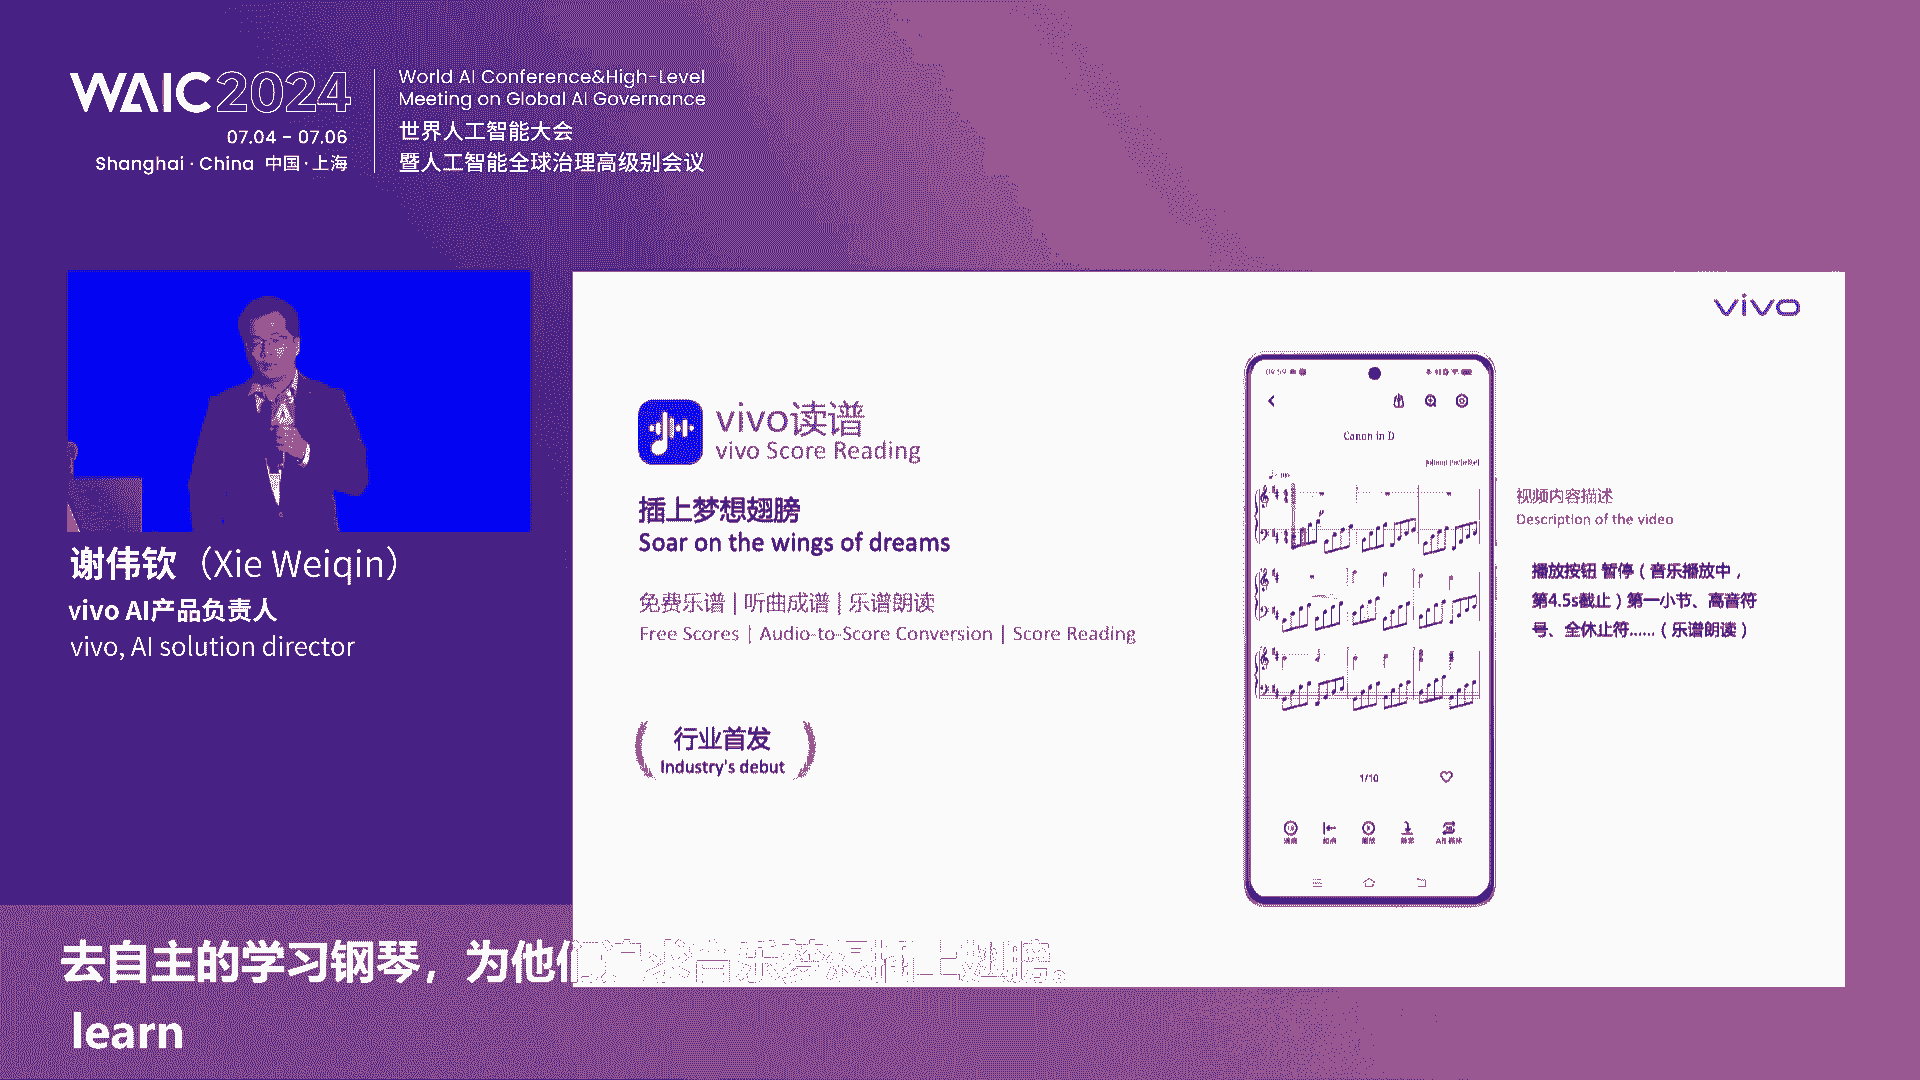 WAIC 2024
07.04 - 07.06
Shanghai · China 中国·上海
World AI Conference&High-Level
Meeting on Global AI Governance
世界人工智能大会
暨人工智能全球治理高级别会议
谢伟钦（Xie Weiqin）
vivo AI产品负责人
vivo, AI solution director
vivo
vivo读谱
vivo Score Reading
插上梦想翅膀
Soar on the wings of dreams
免费乐谱 | 听曲成谱 | 乐谱朗读
Free Scores | Audio-to-Score Conversion | Score Reading
行业首发
Industry's debut
Canon in D
1/10
视频内容描述
Description of the video
播放按钮 暂停（音乐播放中，
第4.5s截止）第一小节、高音符
号、全休止符......（乐谱朗读）
去自主的学习钢琴，为他们追求音乐梦想插上翅膀。
learn